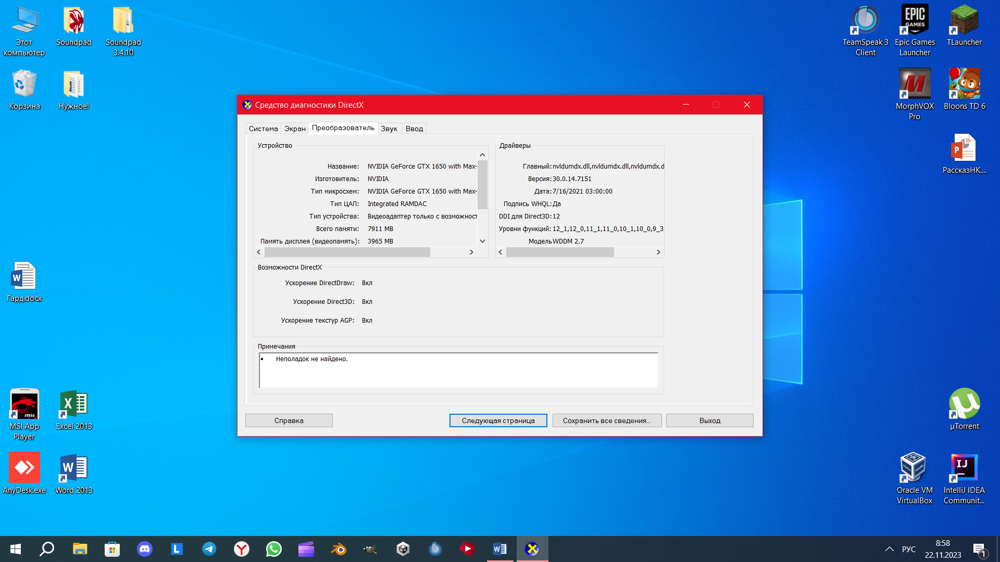 Этот
компьютер
Soundpad
Soundpad
3.4.10
Корзина
Нужное!
Гард.docx
MSI App
Player
Excel 2013
AnyDesk.exe
Word 2013
TeamSpeak 3
Client
EPIC
GAMES
Epic Games
Launcher
TLauncher
MorphVOX
Pro
Bloons TD 6
РассказНК....
µTorrent
Oracle VM
VirtualBox
IntelliJ IDEA
Communit...
Средство диагностики DirectX
Система
Экран
Преобразователь
Звук
Ввод
Устройство
Название: NVIDIA GeForce GTX 1650 with Max-
Изготовитель: NVIDIA
Тип микросхем: NVIDIA GeForce GTX 1650 with Max-
Тип ЦАП: Integrated RAMDAC
Тип устройства: Видеоадаптер только с возможност
Всего памяти: 7911 MB
Память дисплея (видеопамять): 3965 MB
Драйверы
Главный: nvldumdx.dll,nvldumdx.dll,nvldumdx.d
Версия: 30.0.14.7151
Дата: 7/16/2021 03:00:00
Подпись WHQL: Да
DDI для Direct3D: 12
Уровни функций: 12_1,12_0,11_1,11_0,10_1,10_0,9_3
Модель WDDM 2.7
Возможности DirectX
Ускорение DirectDraw: Вкл
Ускорение Direct3D: Вкл
Ускорение текстур AGP: Вкл
Примечания
• Неполадок не найдено.
Справка
Следующая страница
Сохранить все сведения...
Выход
РУС
8:58
22.11.2023
1